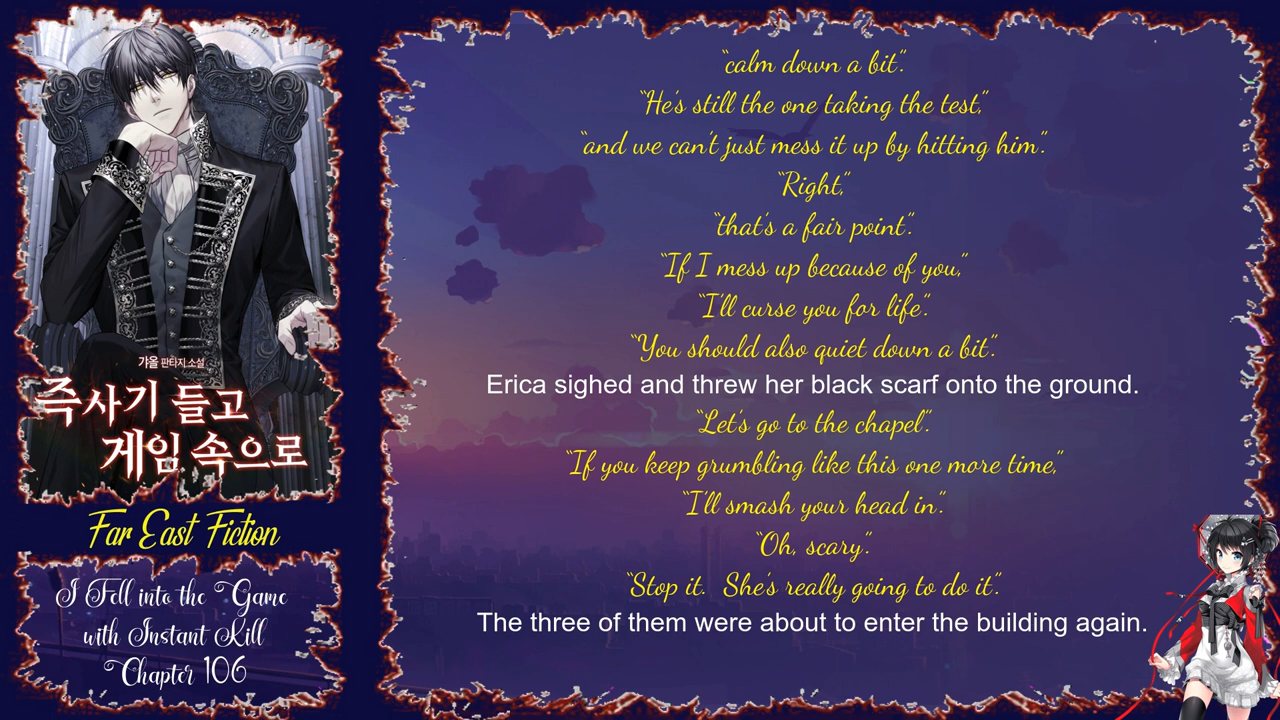 갸올 판타지 소설
즉사기 들고
게임 속으로
Far East Fiction
I Fell into the Game
with Instant Kill
Chapter 106
“calm down a bit”.
“He's still the one taking the test,”
“and we can't just mess it up by hitting him”.
“Right,”
“that's a fair point”.
“If I mess up because of you,”
“I'll curse you for life”.
“You should also quiet down a bit”.
Erica sighed and threw her black scarf onto the ground.
“Let's go to the chapel”.
“If you keep grumbling like this one more time,”
“I'll smash your head in”.
“Oh, scary”.
“Stop it. She's really going to do it”.
The three of them were about to enter the building again.